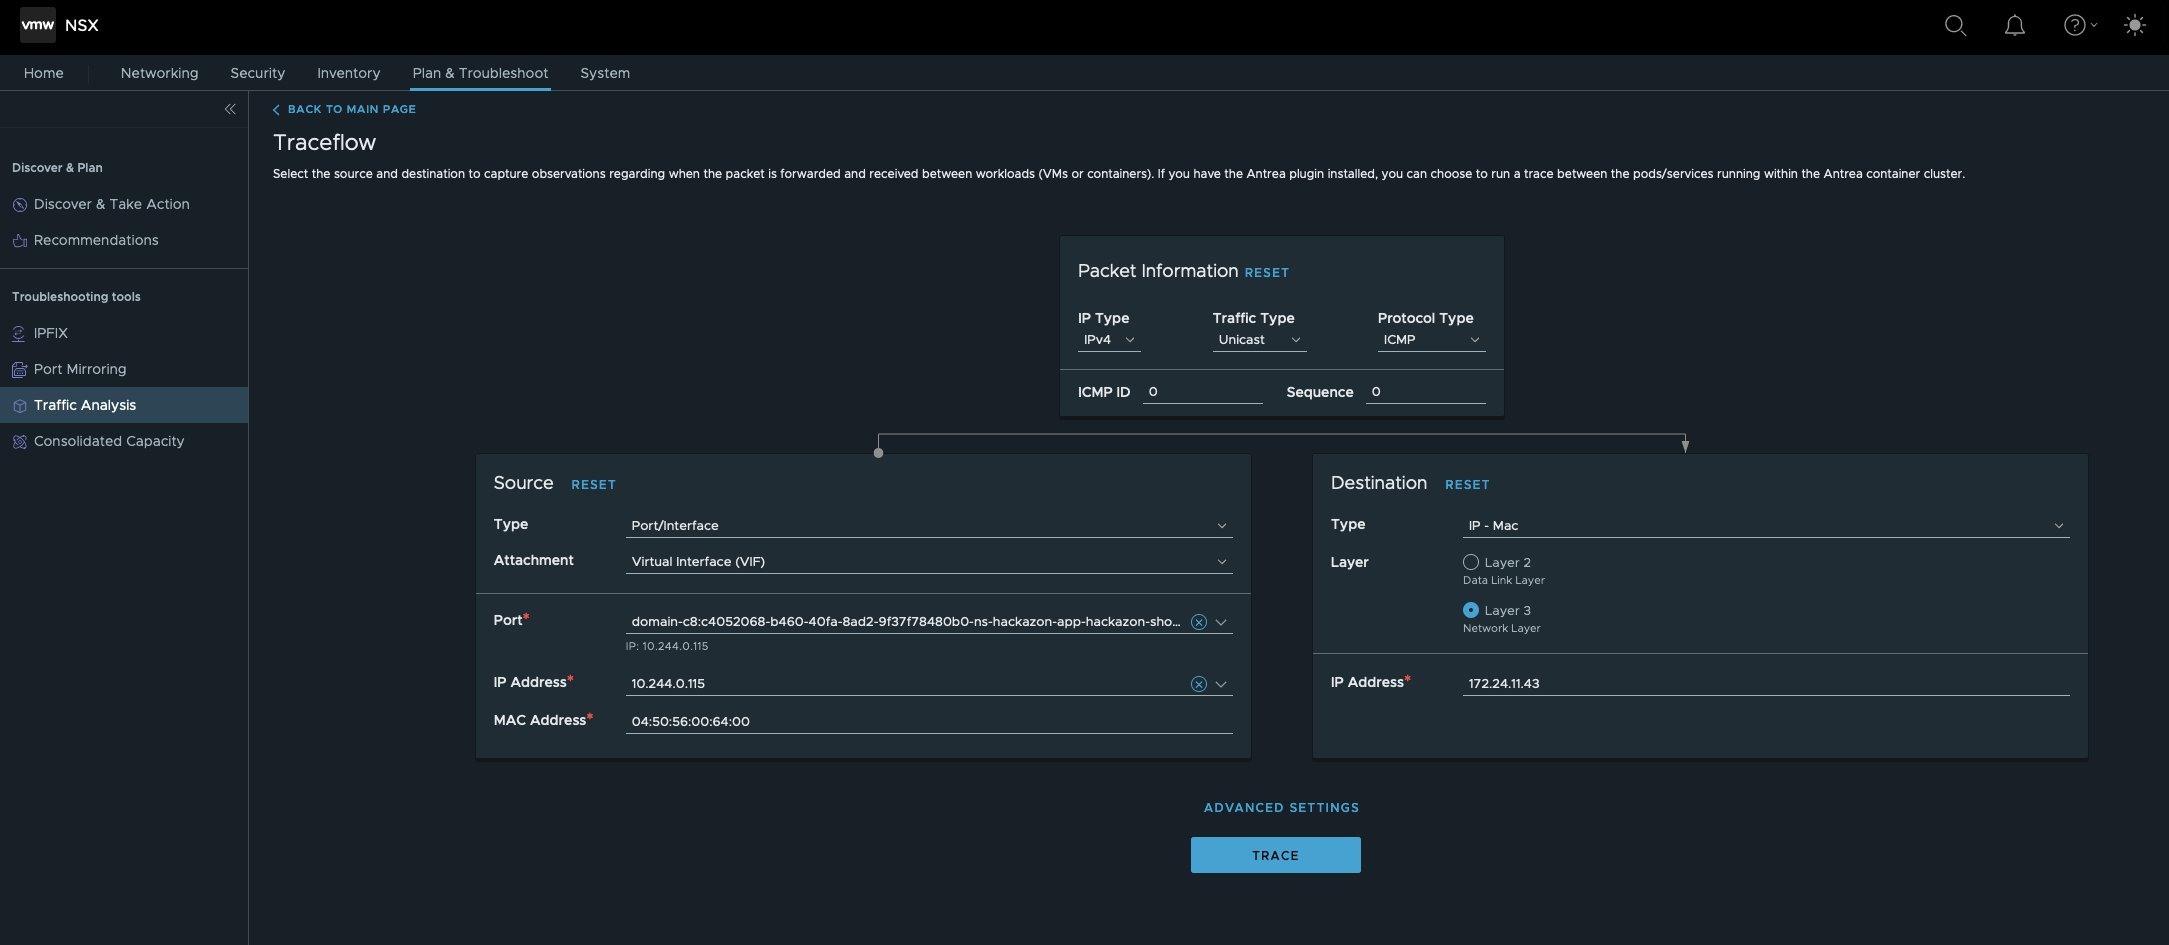 vmw NSX
Home Networking Security Inventory Plan & Troubleshoot System
BACK TO MAIN PAGE
Traceflow
Select the source and destination to capture observations regarding when the packet is forwarded and received between workloads (VMs or containers). If you have the Antrea plugin installed, you can choose to run a trace between the pods/services running within the Antrea container cluster.
Discover & Plan
Discover & Take Action
Recommendations
Troubleshooting tools
IPFIX
Port Mirroring
Traffic Analysis
Consolidated Capacity
Packet Information RESET
IP Type Traffic Type Protocol Type
IPv4 Unicast ICMP
ICMP ID 0 Sequence 0
Source RESET
Type Port/Interface
Attachment Virtual Interface (VIF)
Port* domain-c8:c4052068-b460-40fa-8ad2-9f37f78480b0-ns-hackazon-app-hackazon-sho...
IP: 10.244.0.115
IP Address* 10.244.0.115
MAC Address* 04:50:56:00:64:00
Destination RESET
Type IP - Mac
Layer Layer 2
Data Link Layer
Layer 3
Network Layer
IP Address* 172.24.11.43
ADVANCED SETTINGS
TRACE